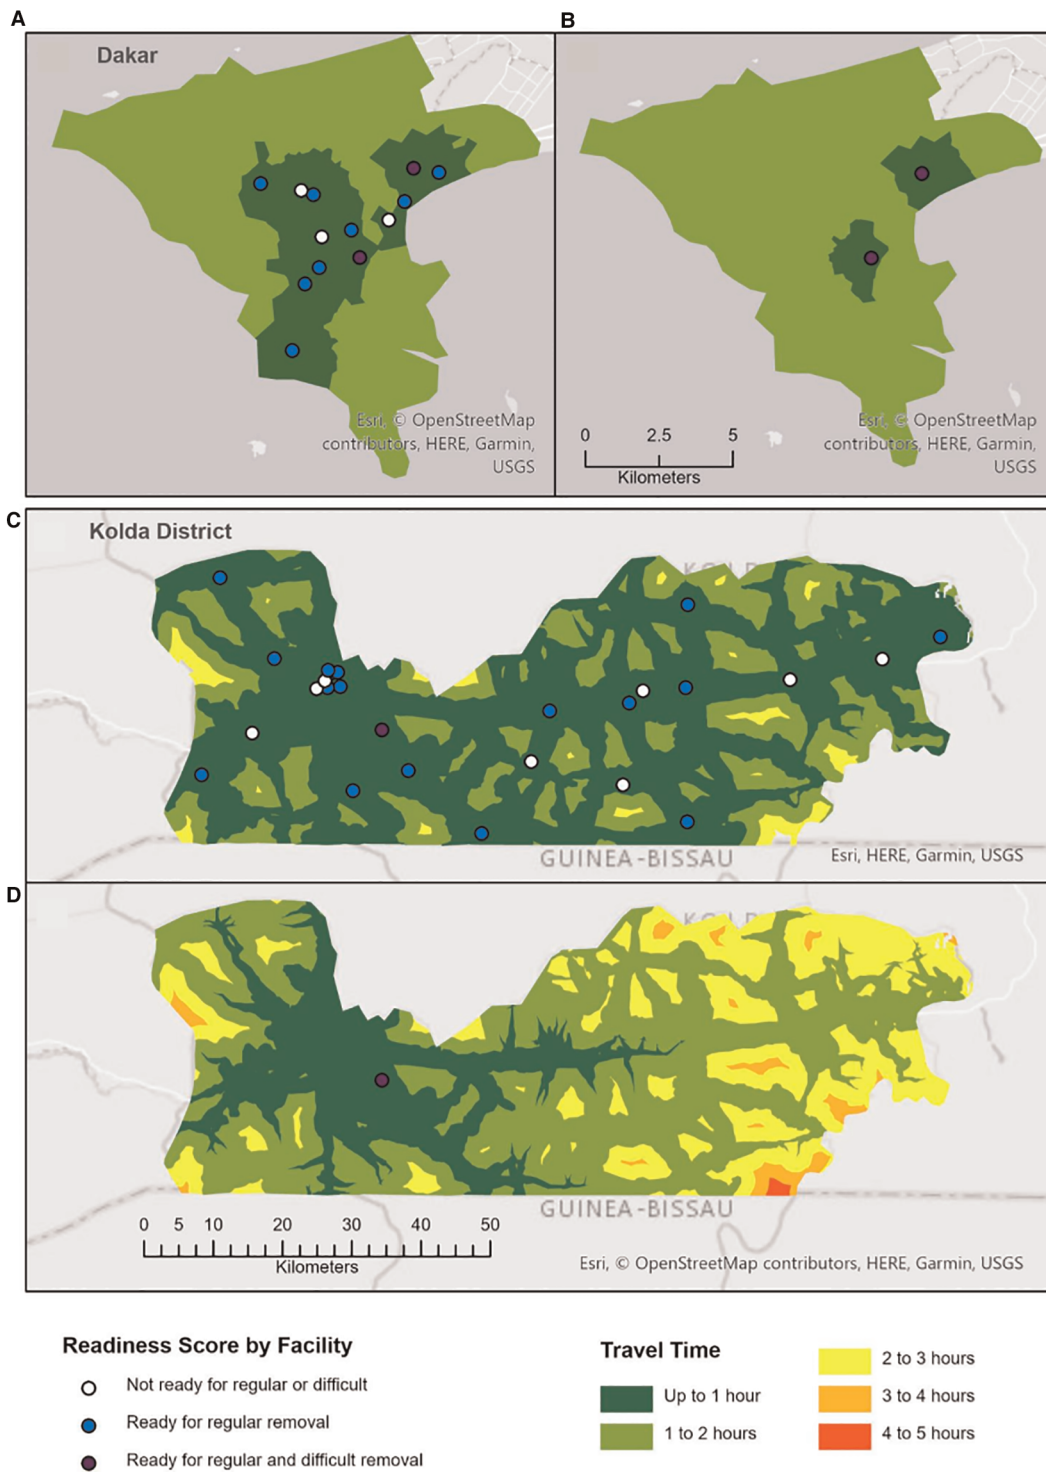 A
B
Dakar
Esri, © OpenStreetMap
contributors, HERE, Garmin,
USGS
0 2.5 5
Kilometers
Esri, © OpenStreetMap
contributors, HERE, Garmin,
USGS
C
Kolda District
GUINEA-BISSAU
Esri, HERE, Garmin, USGS
D
GUINEA-BISSAU
0 5 10 20 30 40 50
Kilometers
Esri, © OpenStreetMap contributors, HERE, Garmin, USGS
Readiness Score by Facility
Not ready for regular or difficult
Ready for regular removal
Ready for regular and difficult removal
Travel Time
Up to 1 hour
1 to 2 hours
2 to 3 hours
3 to 4 hours
4 to 5 hours